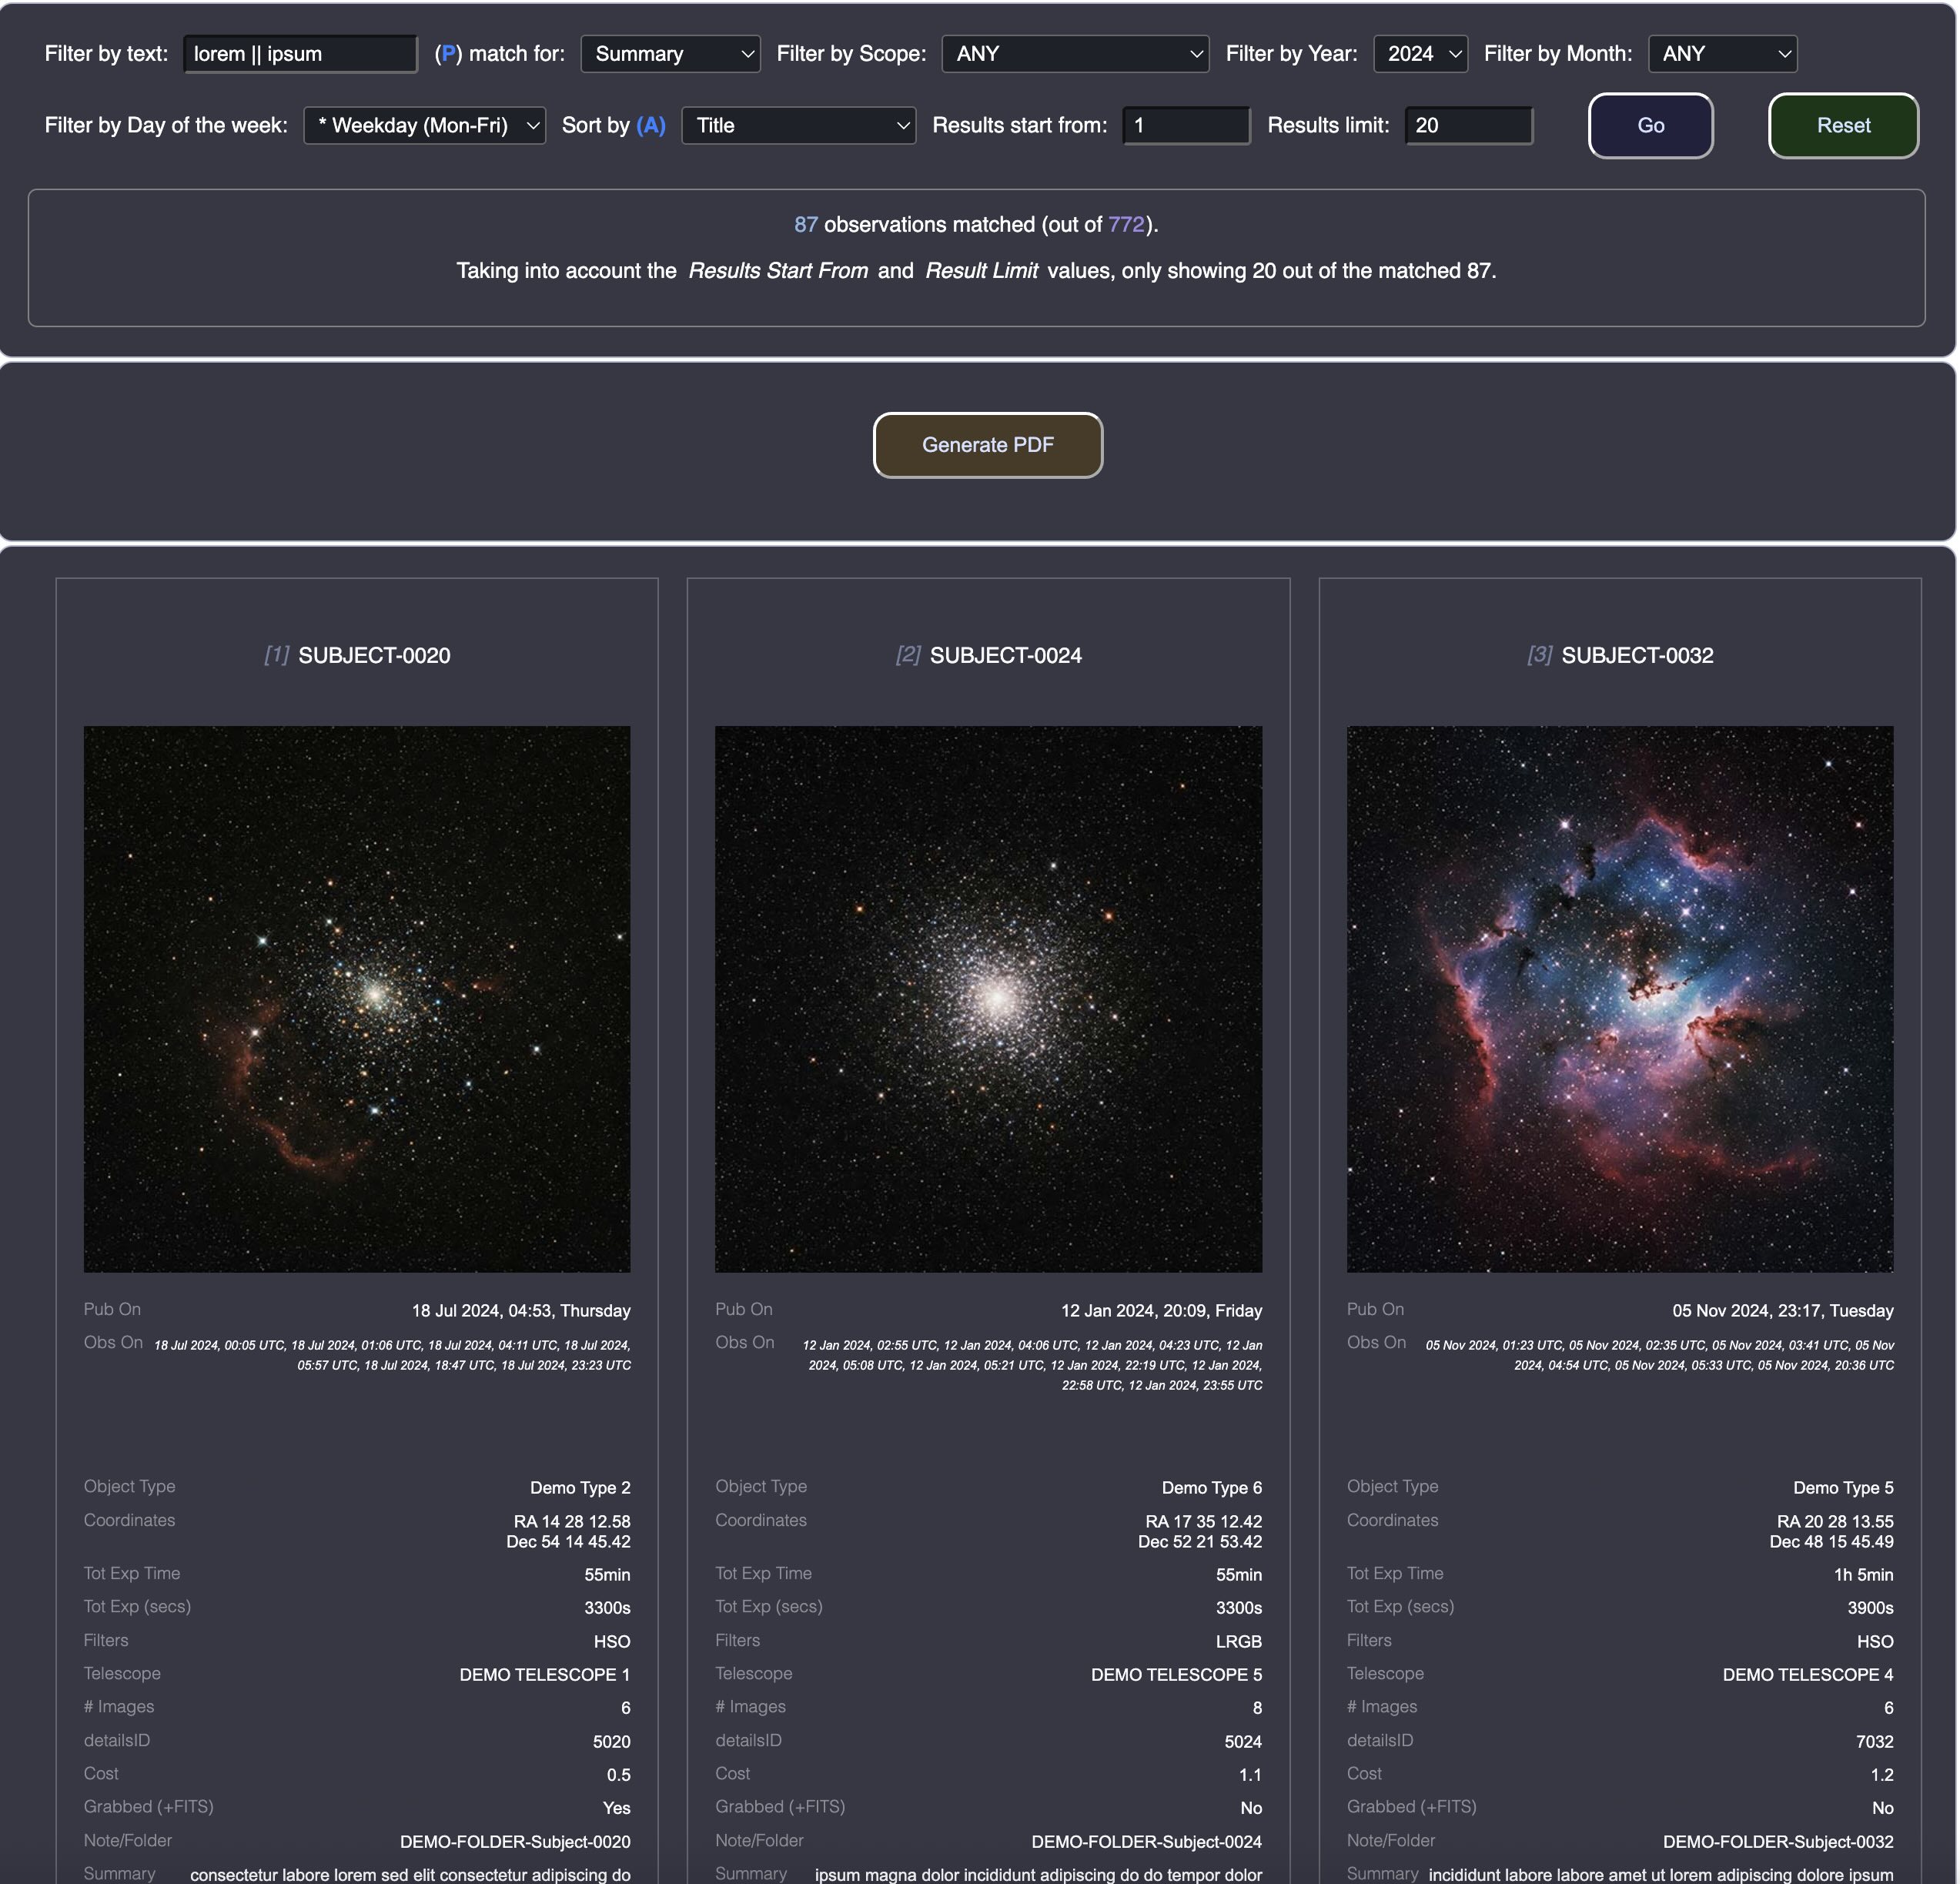 Filter by text: lorem || ipsum (P) match for: Summary Filter by Scope: ANY Filter by Year: 2024 Filter by Month: ANY
Filter by Day of the week: * Weekday (Mon-Fri) Sort by (A) Title Results start from: 1 Results limit: 20 Go Reset
87 observations matched (out of 772).
Taking into account the Results Start From and Result Limit values, only showing 20 out of the matched 87.
Generate PDF
[1] SUBJECT-0020
Pub On 18 Jul 2024, 04:53, Thursday
Obs On 18 Jul 2024, 00:05 UTC, 18 Jul 2024, 01:06 UTC, 18 Jul 2024, 04:11 UTC, 18 Jul 2024,
05:57 UTC, 18 Jul 2024, 18:47 UTC, 18 Jul 2024, 23:23 UTC
Object Type Demo Type 2
Coordinates RA 14 28 12.58
Dec 54 14 45.42
Tot Exp Time 55min
Tot Exp (secs) 3300s
Filters HSO
Telescope DEMO TELESCOPE 1
# Images 6
detailsID 5020
Cost 0.5
Grabbed (+FITS) Yes
Note/Folder DEMO-FOLDER-Subject-0020
Summary consectetur labore lorem sed elit consectetur adipiscing do
[2] SUBJECT-0024
Pub On 12 Jan 2024, 20:09, Friday
Obs On 12 Jan 2024, 02:55 UTC, 12 Jan 2024, 04:06 UTC, 12 Jan 2024, 04:23 UTC, 12 Jan
2024, 05:08 UTC, 12 Jan 2024, 05:21 UTC, 12 Jan 2024, 22:19 UTC, 12 Jan 2024,
22:58 UTC, 12 Jan 2024, 23:55 UTC
Object Type Demo Type 6
Coordinates RA 17 35 12.42
Dec 52 21 53.42
Tot Exp Time 55min
Tot Exp (secs) 3300s
Filters LRGB
Telescope DEMO TELESCOPE 5
# Images 8
detailsID 5024
Cost 1.1
Grabbed (+FITS) No
Note/Folder DEMO-FOLDER-Subject-0024
Summary ipsum magna dolor incididunt adipiscing do do tempor dolor
[3] SUBJECT-0032
Pub On 05 Nov 2024, 23:17, Tuesday
Obs On 05 Nov 2024, 01:23 UTC, 05 Nov 2024, 02:35 UTC, 05 Nov 2024, 03:41 UTC, 05 Nov
2024, 04:54 UTC, 05 Nov 2024, 05:33 UTC, 05 Nov 2024, 20:36 UTC
Object Type Demo Type 5
Coordinates RA 20 28 13.55
Dec 48 15 45.49
Tot Exp Time 1h 5min
Tot Exp (secs) 3900s
Filters HSO
Telescope DEMO TELESCOPE 4
# Images 6
detailsID 7032
Cost 1.2
Grabbed (+FITS) No
Note/Folder DEMO-FOLDER-Subject-0032
Summary incididunt labore labore amet ut lorem adipiscing dolore ipsum